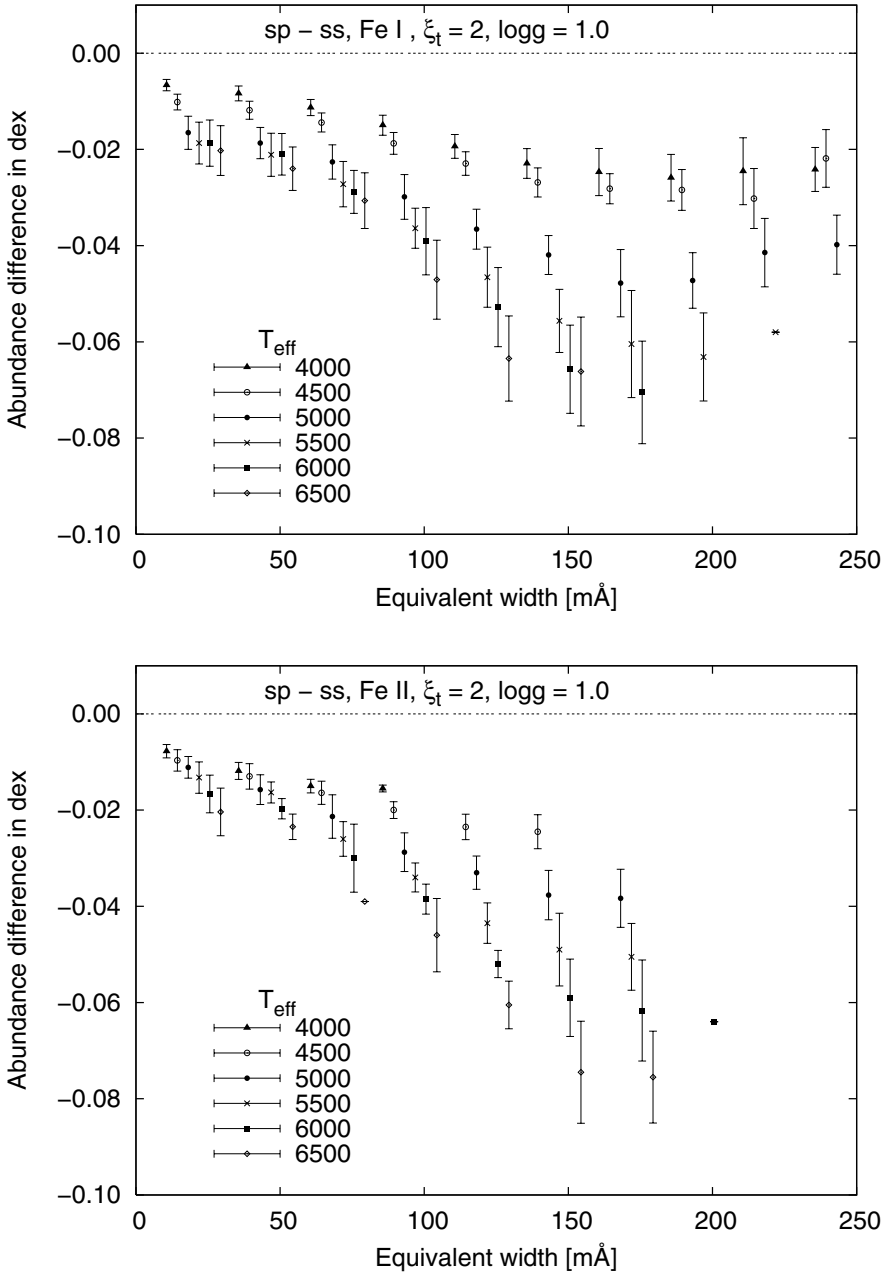 sp – ss, Fe I , ξt = 2, logg = 1.0
0.00
−0.02
−0.04
−0.06
−0.08
−0.10
Abundance difference in dex
Teff
4000
4500
5000
5500
6000
6500
0 50 100 150 200 250
Equivalent width [mÅ]
sp – ss, Fe II, ξt = 2, logg = 1.0
0.00
−0.02
−0.04
−0.06
−0.08
−0.10
Abundance difference in dex
Teff
4000
4500
5000
5500
6000
6500
0 50 100 150 200 250
Equivalent width [mÅ]